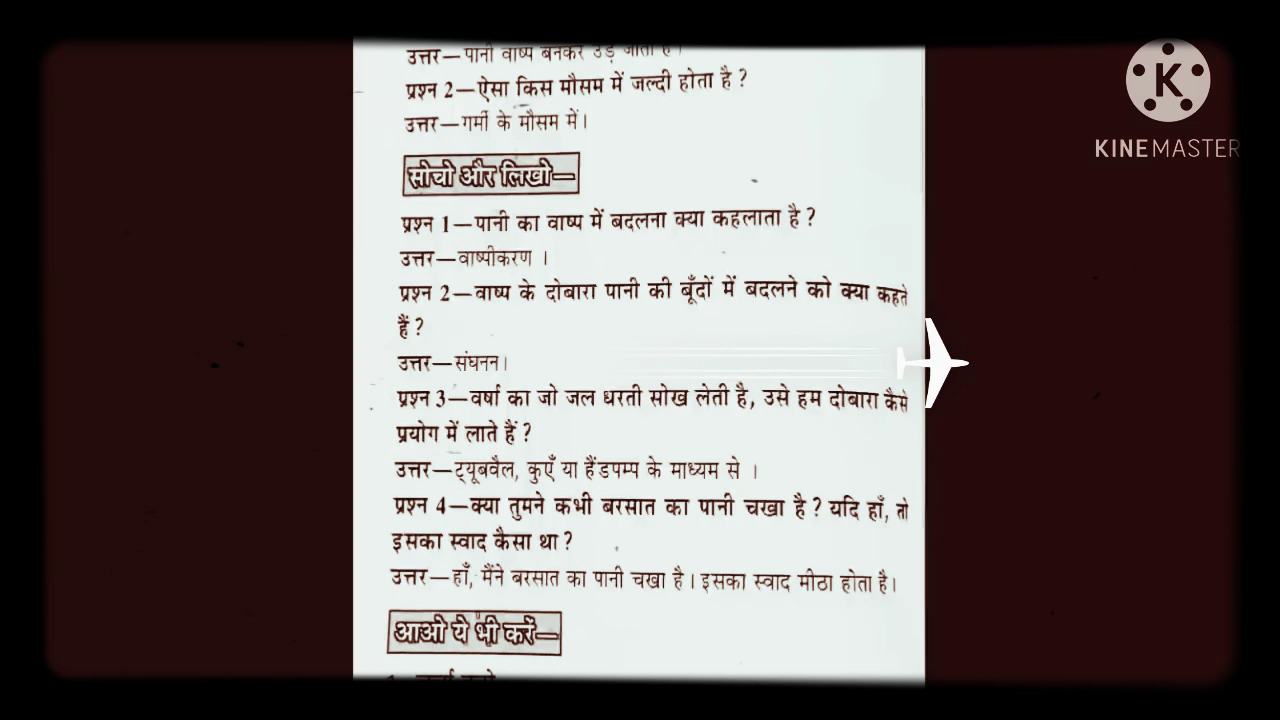 उत्तर—पानी वाष्प बनकर उड़ जाता है।
प्रश्न 2—ऐसा किस मौसम में जल्दी होता है ?
उत्तर—गर्मी के मौसम में।
सोचो और लिखो—
प्रश्न 1—पानी का वाष्प में बदलना क्या कहलाता है ?
उत्तर—वाष्पीकरण ।
प्रश्न 2—वाष्प के दोबारा पानी की बूँदों में बदलने को क्या कहते
हैं ?
उत्तर—संघनन।
प्रश्न 3—वर्षा का जो जल धरती सोख लेती है, उसे हम दोबारा कैसे
प्रयोग में लाते हैं ?
उत्तर—ट्यूबवैल, कुएँ या हैंडपम्प के माध्यम से ।
प्रश्न 4—क्या तुमने कभी बरसात का पानी चखा है ? यदि हाँ, तो
इसका स्वाद कैसा था ?
उत्तर—हाँ, मैंने बरसात का पानी चखा है। इसका स्वाद मीठा होता है।
आओ ये भी करें—
K
KINEMASTER